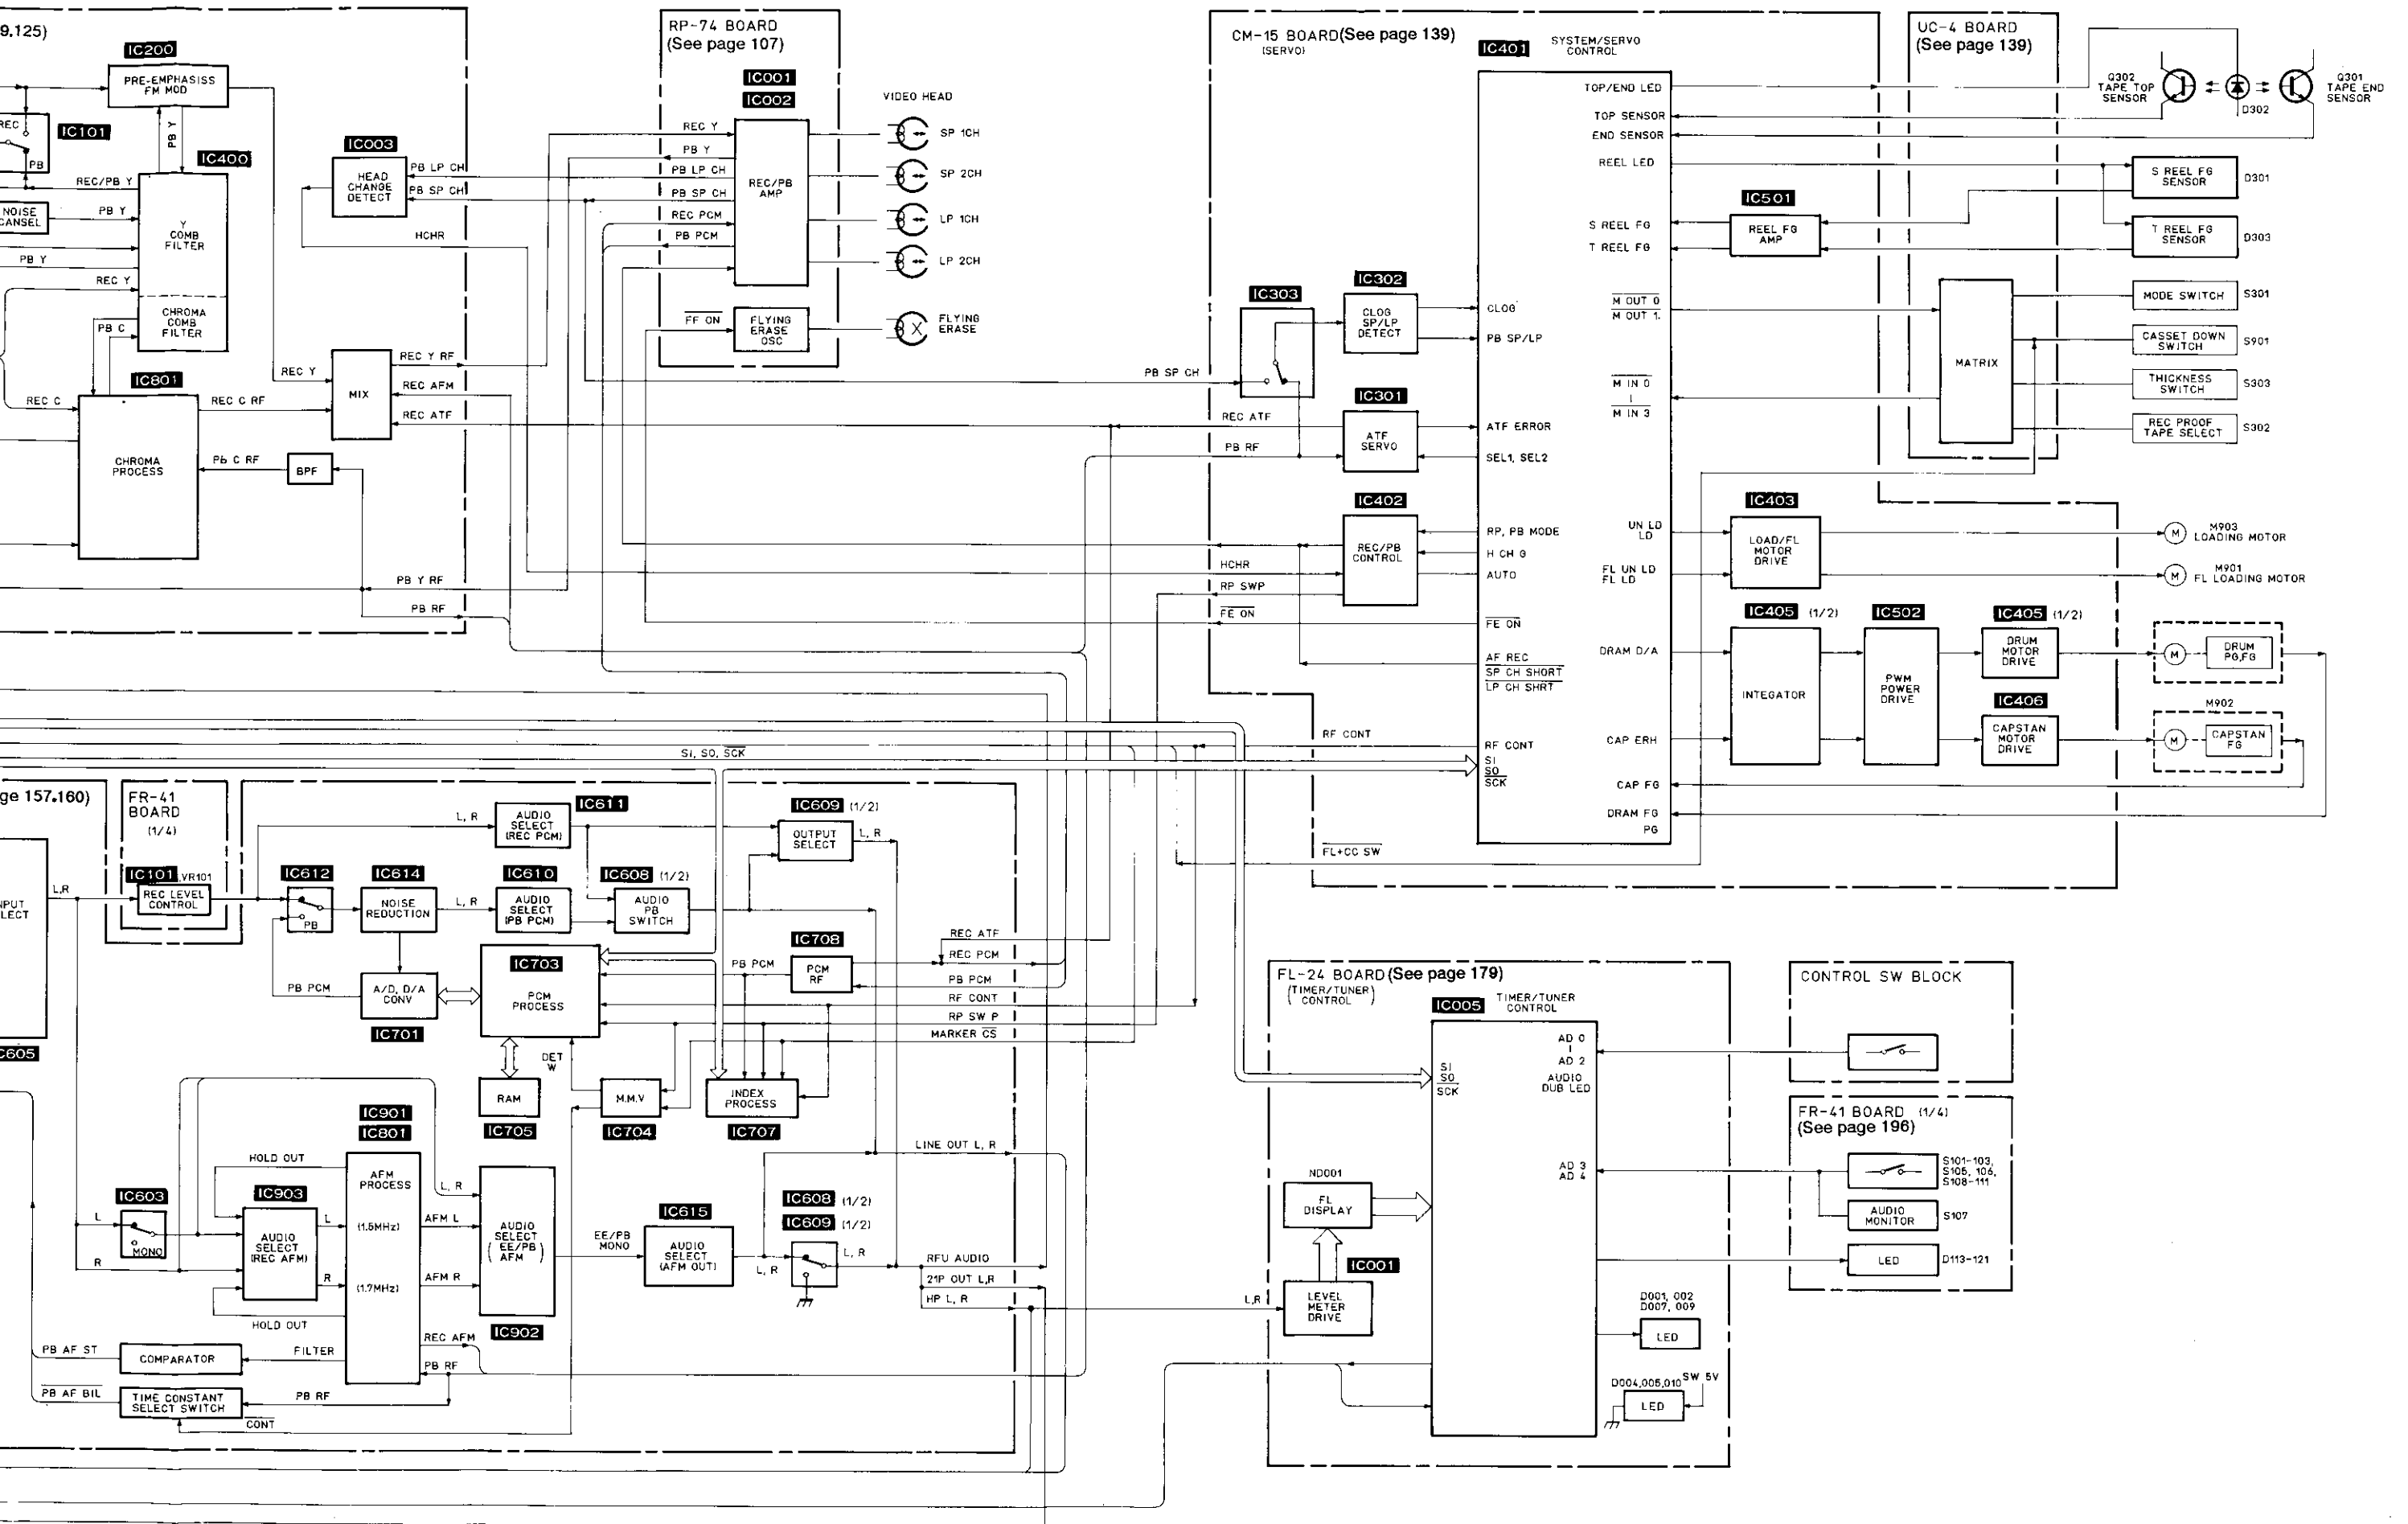 9.125)
IC200
PRE-EMPHASISS
FM MOD
REC
PB
IC101
PB Y
IC400
REC/PB Y
NOISE
CANSEL
PB Y
Y
COMB
FILTER
PB Y
REC Y
CHROMA
COMB
FILTER
PB C
IC801
REC C
CHROMA
PROCESS
REC C RF
Pb C RF
BPF
REC Y
MIX
REC Y RF
REC AFM
REC ATF
PB Y RF
PB RF
IC003
HEAD
CHANGE
DETECT
PB LP CH
PB SP CH
HCHR
RP-74 BOARD
(See page 107)
IC001
IC002
REC Y
PB Y
PB LP CH
PB SP CH
REC PCM
PB PCM
REC/PB
AMP
VIDEO HEAD
SP 1CH
SP 2CH
LP 1CH
LP 2CH
FF ON
FLYING
ERASE
OSC
FLYING
ERASE
CM-15 BOARD(See page 139)
(SERVO)
IC401
SYSTEM/SERVO
CONTROL
TOP/END LED
TOP SENSOR
END SENSOR
REEL LED
S REEL FG
T REEL FG
IC501
REEL FG
AMP
IC303
IC302
CLOG
SP/LP
DETECT
CLOG
PB SP/LP
PB SP CH
IC301
REC ATF
ATF
SERVO
PB RF
ATF ERROR
SEL1, SEL2
M OUT 0
M OUT 1.
M IN 0
I
M IN 3
IC402
REC/PB
CONTROL
RP, PB MODE
H CH G
AUTO
HCHR
RP SWP
FE ON
FE ON
AF REC
SP CH SHORT
LP CH SHRT
UN LD
LD
FL UN LD
FL LD
IC403
LOAD/FL
MOTOR
DRIVE
M903
LOADING MOTOR
M901
FL LOADING MOTOR
M
M
IC405 (1/2)
INTEGATOR
IC502
PWM
POWER
DRIVE
IC405 (1/2)
DRUM
MOTOR
DRIVE
IC406
CAPSTAN
MOTOR
DRIVE
M
DRUM
PG,FG
M902
M
CAPSTAN
FG
DRAM D/A
CAP ERH
CAP FG
DRAM FG
PG
RF CONT
RF CONT
SI
SO
SCK
FL+CC SW
UC-4 BOARD
(See page 139)
Q302
TAPE TOP
SENSOR
D302
Q301
TAPE END
SENSOR
S REEL FG
SENSOR
D301
T REEL FG
SENSOR
D303
MATRIX
MODE SWITCH
S301
CASSET DOWN
SWITCH
S901
THICKNESS
SWITCH
S303
REC PROOF
TAPE SELECT
S302
SI, SO, SCK
ge 157.160)
FR-41
BOARD
(1/4)
IC101 ,VR101
REC LEVEL
CONTROL
L,R
C605
IC612
PB
IC614
NOISE
REDUCTION
L, R
L, R
IC611
AUDIO
SELECT
(REC PCM)
IC610
AUDIO
SELECT
(PB PCM)
IC608 (1/2)
AUDIO
PB
SWITCH
IC609 (1/2)
OUTPUT
SELECT
L, R
PB PCM
A/D, D/A
CONV
IC701
IC703
PCM
PROCESS
PB PCM
IC708
PCM
RF
REC ATF
REC PCM
PB PCM
RF CONT
RP SW P
MARKER CS
DET
W
RAM
IC705
M.M.V
IC704
INDEX
PROCESS
IC707
IC901
IC801
AFM
PROCESS
(1.5MHz)
(1.7MHz)
HOLD OUT
IC603
L
MONO
R
IC903
AUDIO
SELECT
(REC AFM)
L
R
HOLD OUT
L, R
AFM L
AFM R
AUDIO
SELECT
( EE/PB )
AFM
IC902
EE/PB
MONO
IC615
AUDIO
SELECT
(AFM OUT)
L, R
IC608 (1/2)
IC609 (1/2)
L, R
LINE OUT L, R
RFU AUDIO
21P OUT L,R
HP L, R
REC AFM
PB RF
PB AF ST
COMPARATOR
FILTER
PB AF BIL
TIME CONSTANT
SELECT SWITCH
PB RF
CONT
FL-24 BOARD(See page 179)
(TIMER/TUNER)
CONTROL
IC005
TIMER/TUNER
CONTROL
SI
SO
SCK
AD 0
I
AD 2
AUDIO
DUB LED
AD 3
AD 4
ND001
FL
DISPLAY
IC001
LEVEL
METER
DRIVE
L,R
D001, 002
D007, 009
LED
D004,005,010
SW 5V
LED
CONTROL SW BLOCK
FR-41 BOARD (1/4)
(See page 196)
S101-103,
S105, 106,
S108-111
AUDIO
MONITOR
S107
LED
D113-121